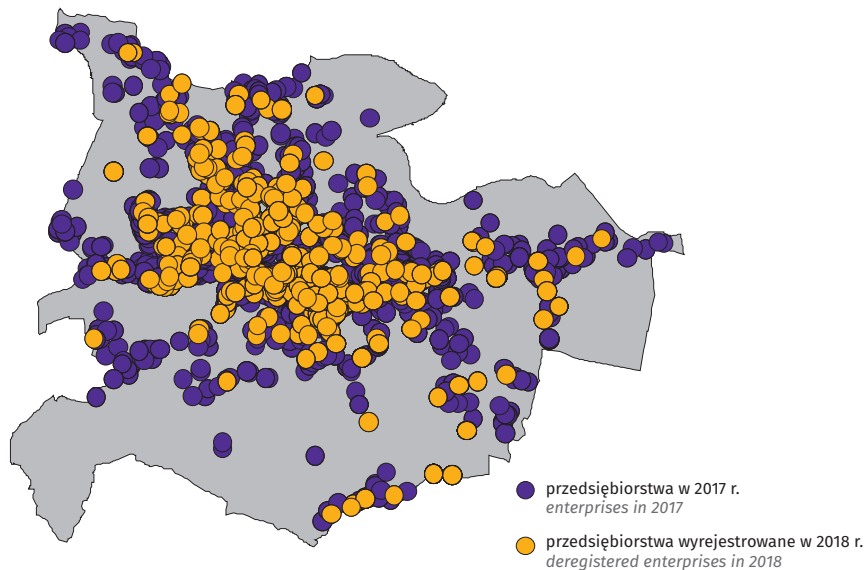 przedsiębiorstwa w 2017 r.
enterprises in 2017
przedsiębiorstwa wyrejestrowane w 2018 r.
deregistered enterprises in 2018